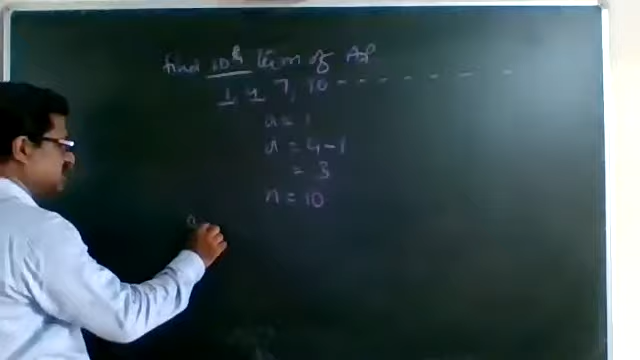 find 10th term of AP
1, 4, 7, 10 - - - - - - -
a = 1
d = 4-1
= 3
n = 10
a